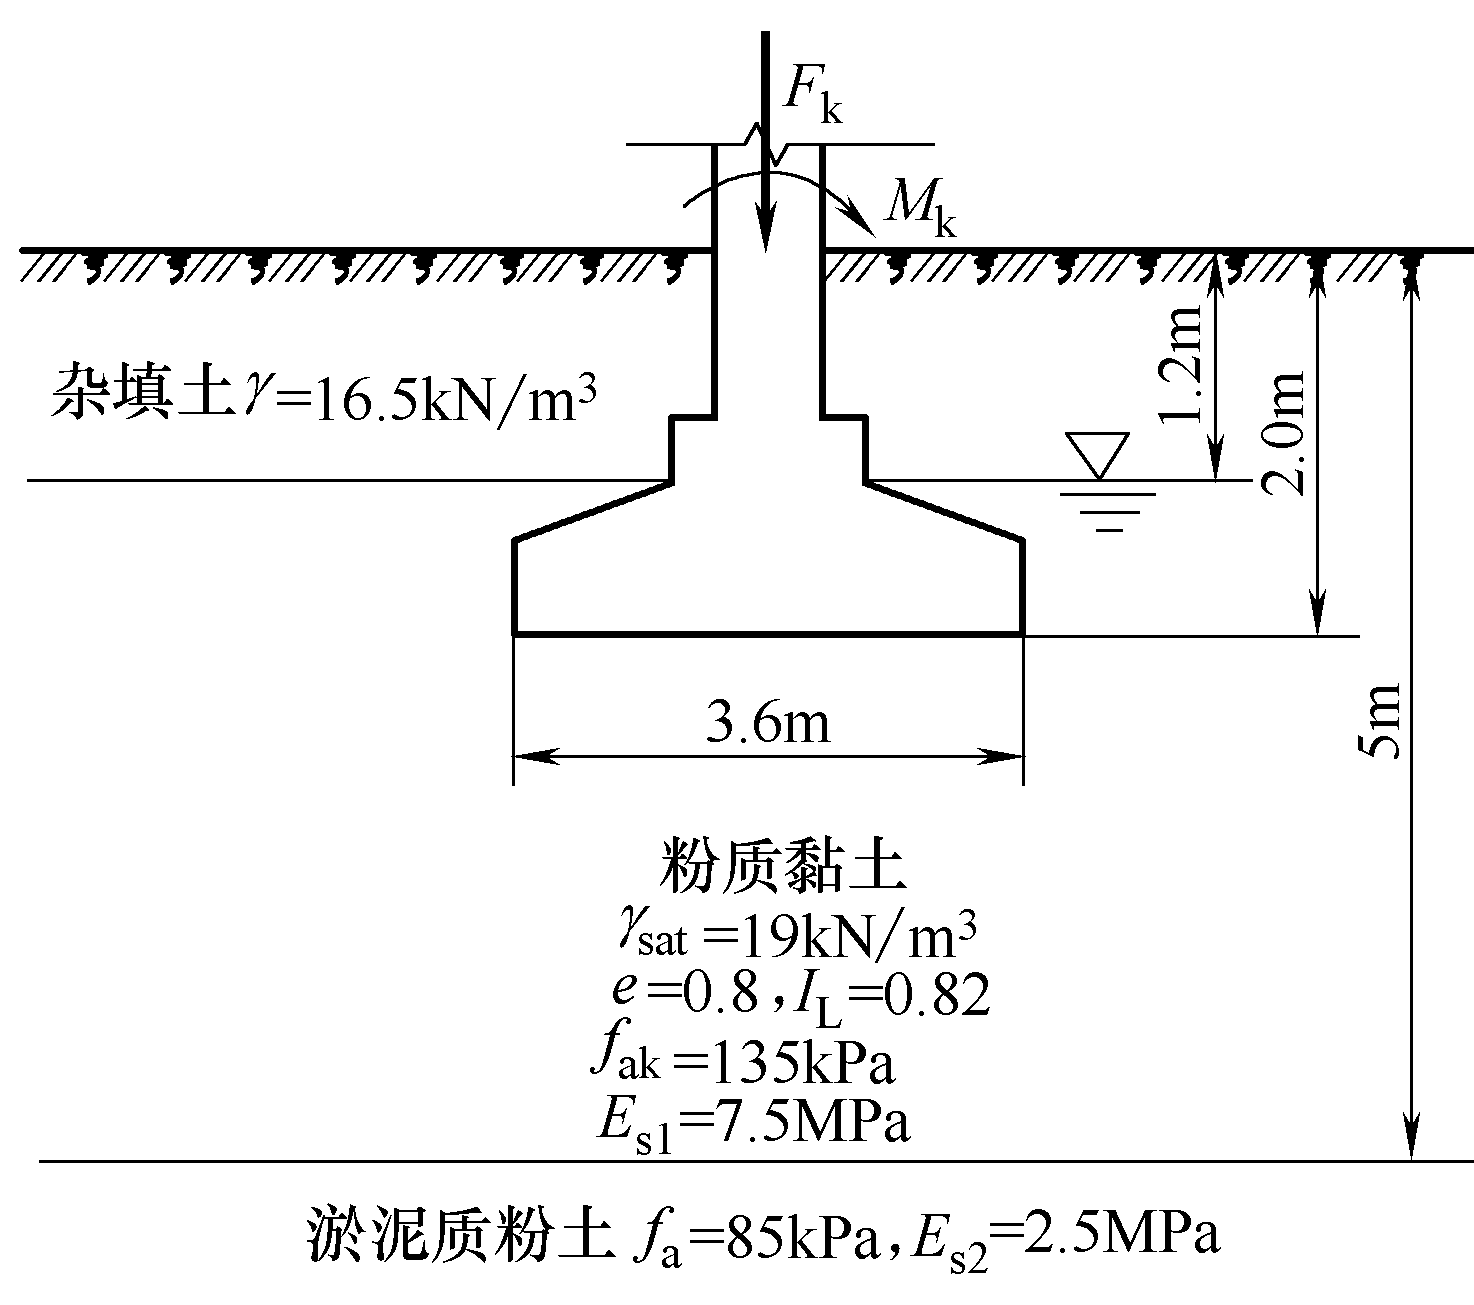 Fk
Mk
杂填土γ=16.5kN/m³
1.2m
2.0m
5m
3.6m
粉质黏土
γsat=19kN/m³
e=0.8,IL=0.82
fak=135kPa
Es1=7.5MPa
淤泥质粉土 fa=85kPa,Es2=2.5MPa